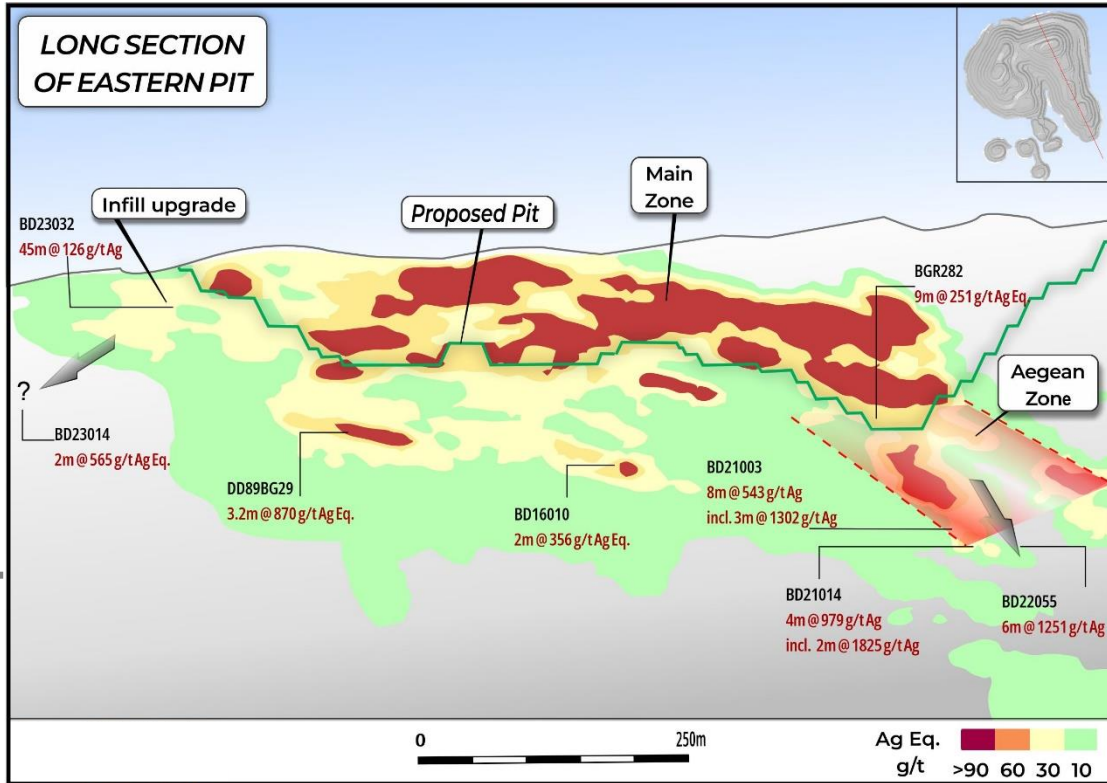 LONG SECTION
OF EASTERN PIT
Infill upgrade
Proposed Pit
Main
Zone
BD23032
45m @ 126 g/t Ag
BGR282
9m @ 251 g/t Ag Eq.
Aegean
Zone
?
BD23014
2m @ 565 g/t Ag Eq.
DD89BG29
3.2m @ 870 g/t Ag Eq.
BD16010
2m @ 356 g/t Ag Eq.
BD21003
8m @ 543 g/t Ag
incl. 3m @ 1302 g/t Ag
BD21014
4m @ 979 g/t Ag
incl. 2m @ 1825 g/t Ag
BD22055
6m @ 1251 g/t Ag
0 250m
Ag Eq.
g/t >90 60 30 10